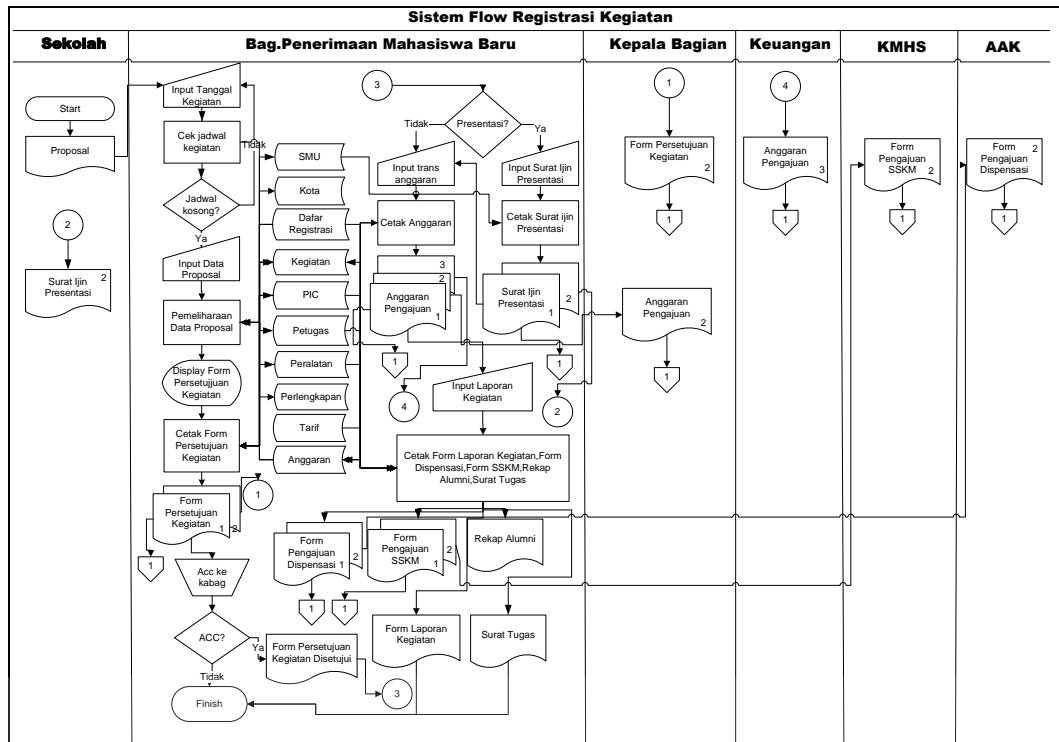 Sistem Flow Registrasi Kegiatan
Sekolah
Bag.Penerimaan Mahasiswa Baru
Kepala Bagian
Keuangan
KMHS
AAK
Start
Proposal
2
Surat Ijin
Presentasi
2
Input Tanggal
Kegiatan
Cek jadwal
kegiatan
Tidak
Jadwal
kosong?
Ya
Input Data
Proposal
Pemeliharaan
Data Proposal
Display Form
Persetujjuan
Kegiatan
Cetak Form
Persetujuan
Kegiatan
Form
Persetujuan
Kegiatan
1
2
1
1
Acc ke
kabag
ACC?
Ya
Tidak
Form Persetujuan
Kegiatan Disetujui
3
Finish
SMU
Kota
Dafar
Registrasi
Kegiatan
PIC
Petugas
Peralatan
Perlengkapan
Tarif
Anggaran
3
Presentasi?
Tidak
Ya
Input trans
anggaran
Input Surat Ijin
Presentasi
Cetak Anggaran
Cetak Surat ijin
Presentasi
3
2
Anggaran
Pengajuan
1
Surat Ijin
Presentasi
1
2
1
1
4
2
Input Laporan
Kegiatan
Cetak Form Laporan Kegiatan,Form
Dispensasi,Form SSKM,Rekap
Alumni,Surat Tugas
Form
Pengajuan
Dispensasi
1
2
Form
Pengajuan
SSKM
1
2
Rekap Alumni
1
1
Form Laporan
Kegiatan
Surat Tugas
1
Form Persetujuan
Kegiatan
2
1
Anggaran
Pengajuan
2
1
4
Anggaran
Pengajuan
3
1
Form
Pengajuan
SSKM
2
1
Form
Pengajuan
Dispensasi
2
1